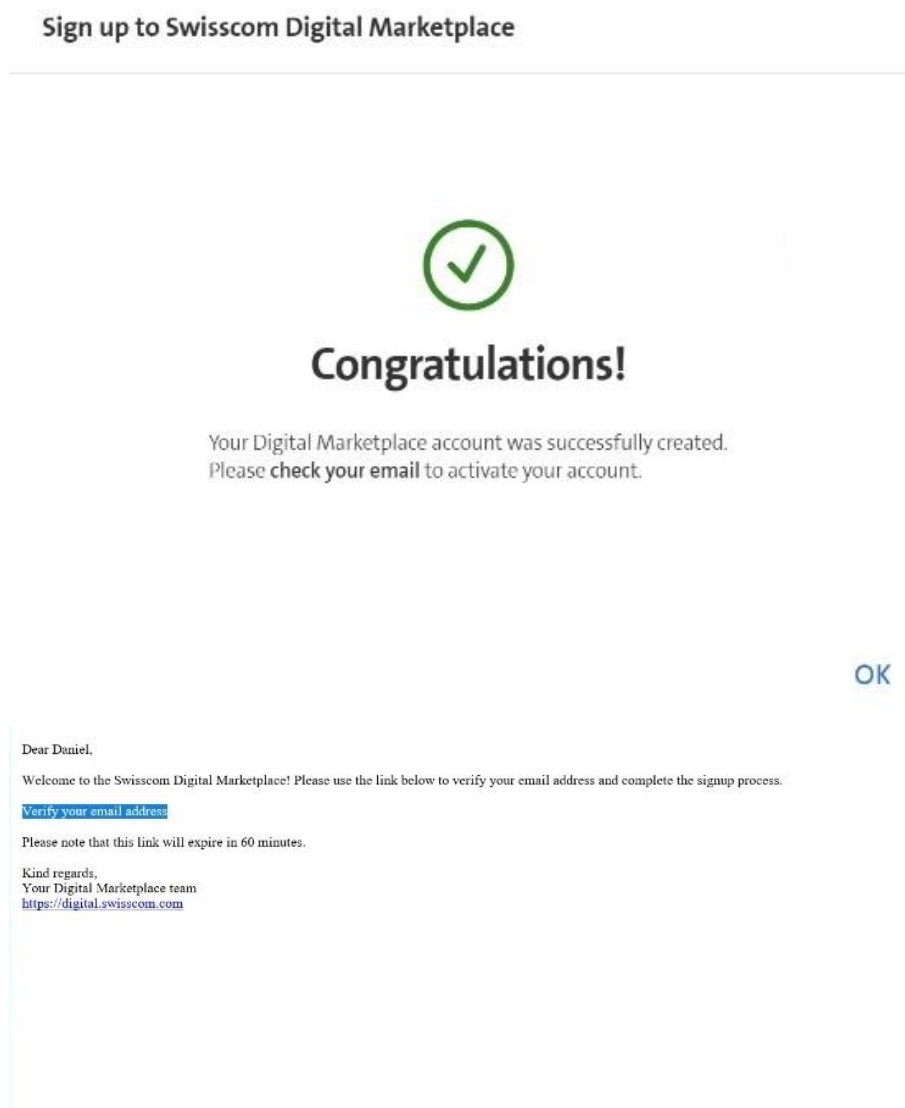 Sign up to Swisscom Digital Marketplace
Congratulations!
Your Digital Marketplace account was successfully created.
Please check your email to activate your account.
OK
Dear Daniel,
Welcome to the Swisscom Digital Marketplace! Please use the link below to verify your email address and complete the signup process.
Verify your email address
Please note that this link will expire in 60 minutes.
Kind regards,
Your Digital Marketplace team
https://digital.swisscom.com